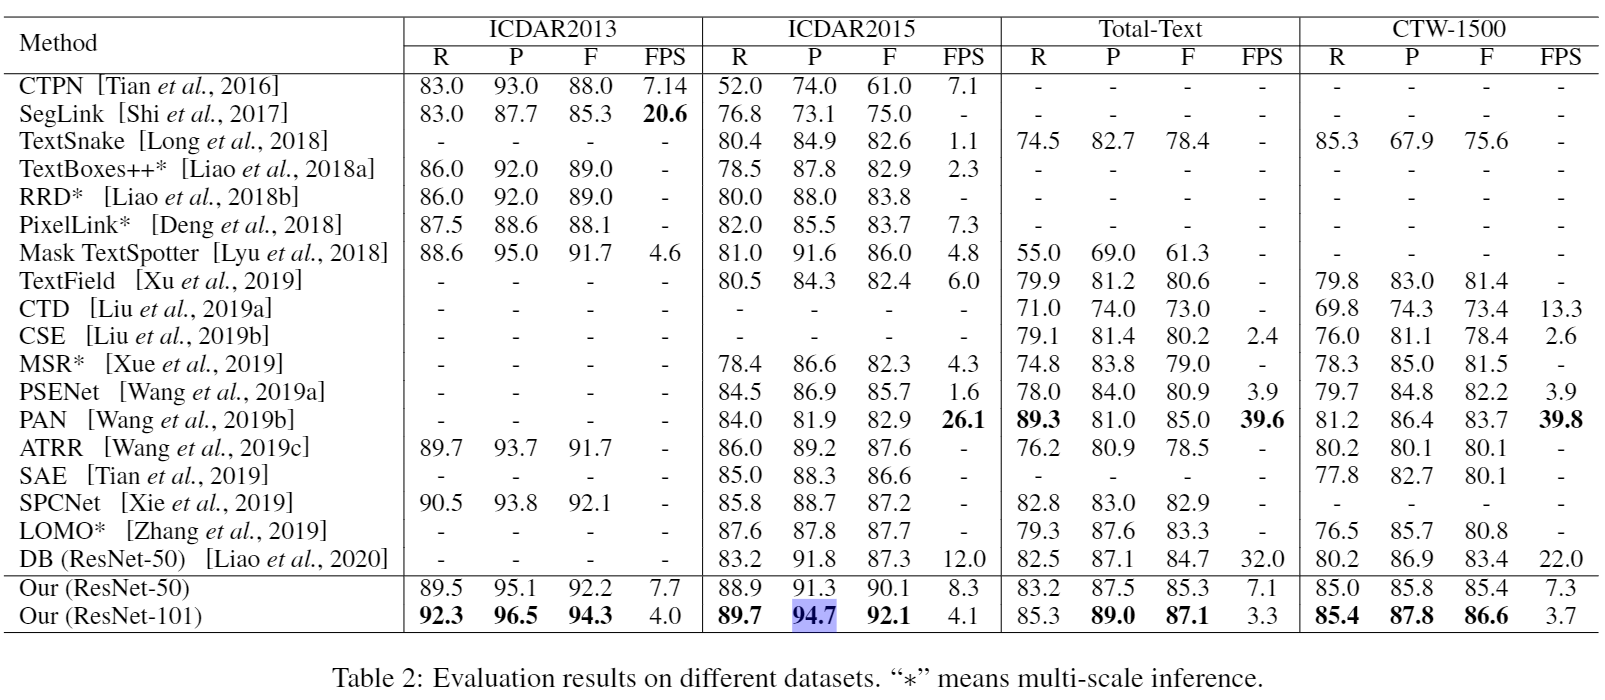 Method ICDAR2013 ICDAR2015 Total-Text CTW-1500
R P F FPS R P F FPS R P F FPS R P F FPS
CTPN [Tian et al., 2016] 83.0 93.0 88.0 7.14 52.0 74.0 61.0 7.1 - - - - - - - -
SegLink [Shi et al., 2017] 83.0 87.7 85.3 20.6 76.8 73.1 75.0 - - - - - - - - -
TextSnake [Long et al., 2018] - - - - 80.4 84.9 82.6 1.1 74.5 82.7 78.4 - 85.3 67.9 75.6 -
TextBoxes++* [Liao et al., 2018a] 86.0 92.0 89.0 - 78.5 87.8 82.9 2.3 - - - - - - - -
RRD* [Liao et al., 2018b] 86.0 92.0 89.0 - 80.0 88.0 83.8 - - - - - - - - -
PixelLink* [Deng et al., 2018] 87.5 88.6 88.1 - 82.0 85.5 83.7 7.3 - - - - - - - -
Mask TextSpotter [Lyu et al., 2018] 88.6 95.0 91.7 4.6 81.0 91.6 86.0 4.8 55.0 69.0 61.3 - - - - -
TextField [Xu et al., 2019] - - - - 80.5 84.3 82.4 6.0 79.9 81.2 80.6 - 79.8 83.0 81.4 -
CTD [Liu et al., 2019a] - - - - - - - - 71.0 74.0 73.0 - 69.8 74.3 73.4 13.3
CSE [Liu et al., 2019b] - - - - - - - - 79.1 81.4 80.2 2.4 76.0 81.1 78.4 2.6
MSR* [Xue et al., 2019] - - - - 78.4 86.6 82.3 4.3 74.8 83.8 79.0 - 78.3 85.0 81.5 -
PSENet [Wang et al., 2019a] - - - - 84.5 86.9 85.7 1.6 78.0 84.0 80.9 3.9 79.7 84.8 82.2 3.9
PAN [Wang et al., 2019b] - - - - 84.0 81.9 82.9 26.1 89.3 81.0 85.0 39.6 81.2 86.4 83.7 39.8
ATRR [Wang et al., 2019c] 89.7 93.7 91.7 - 86.0 89.2 87.6 - 76.2 80.9 78.5 - 80.2 80.1 80.1 -
SAE [Tian et al., 2019] - - - - 85.0 88.3 86.6 - - - - - 77.8 82.7 80.1 -
SPCNet [Xie et al., 2019] 90.5 93.8 92.1 - 85.8 88.7 87.2 - 82.8 83.0 82.9 - - - - -
LOMO* [Zhang et al., 2019] - - - - 87.6 87.8 87.7 - 79.3 87.6 83.3 - 76.5 85.7 80.8 -
DB (ResNet-50) [Liao et al., 2020] - - - - 83.2 91.8 87.3 12.0 82.5 87.1 84.7 32.0 80.2 86.9 83.4 22.0
Our (ResNet-50) 89.5 95.1 92.2 7.7 88.9 91.3 90.1 8.3 83.2 87.5 85.3 7.1 85.0 85.8 85.4 7.3
Our (ResNet-101) 92.3 96.5 94.3 4.0 89.7 94.7 92.1 4.1 85.3 89.0 87.1 3.3 85.4 87.8 86.6 3.7
Table 2: Evaluation results on different datasets. “*” means multi-scale inference.